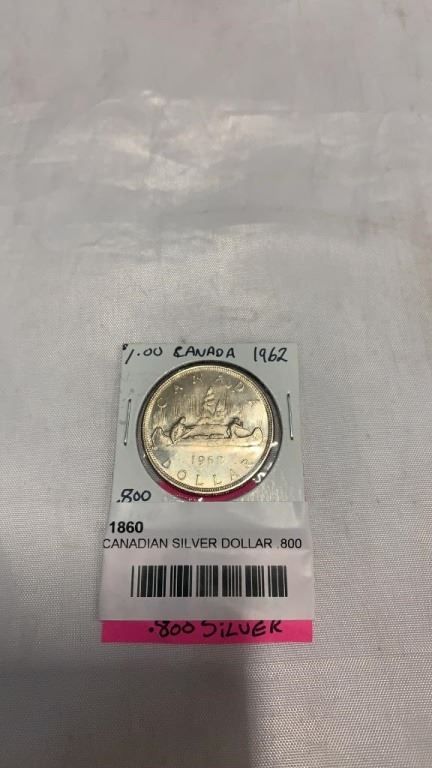 $1.00 CANADA 1962
CANADA
1962
DOLLAR
.800
1860
CANADIAN SILVER DOLLAR .800
.800 SILVER